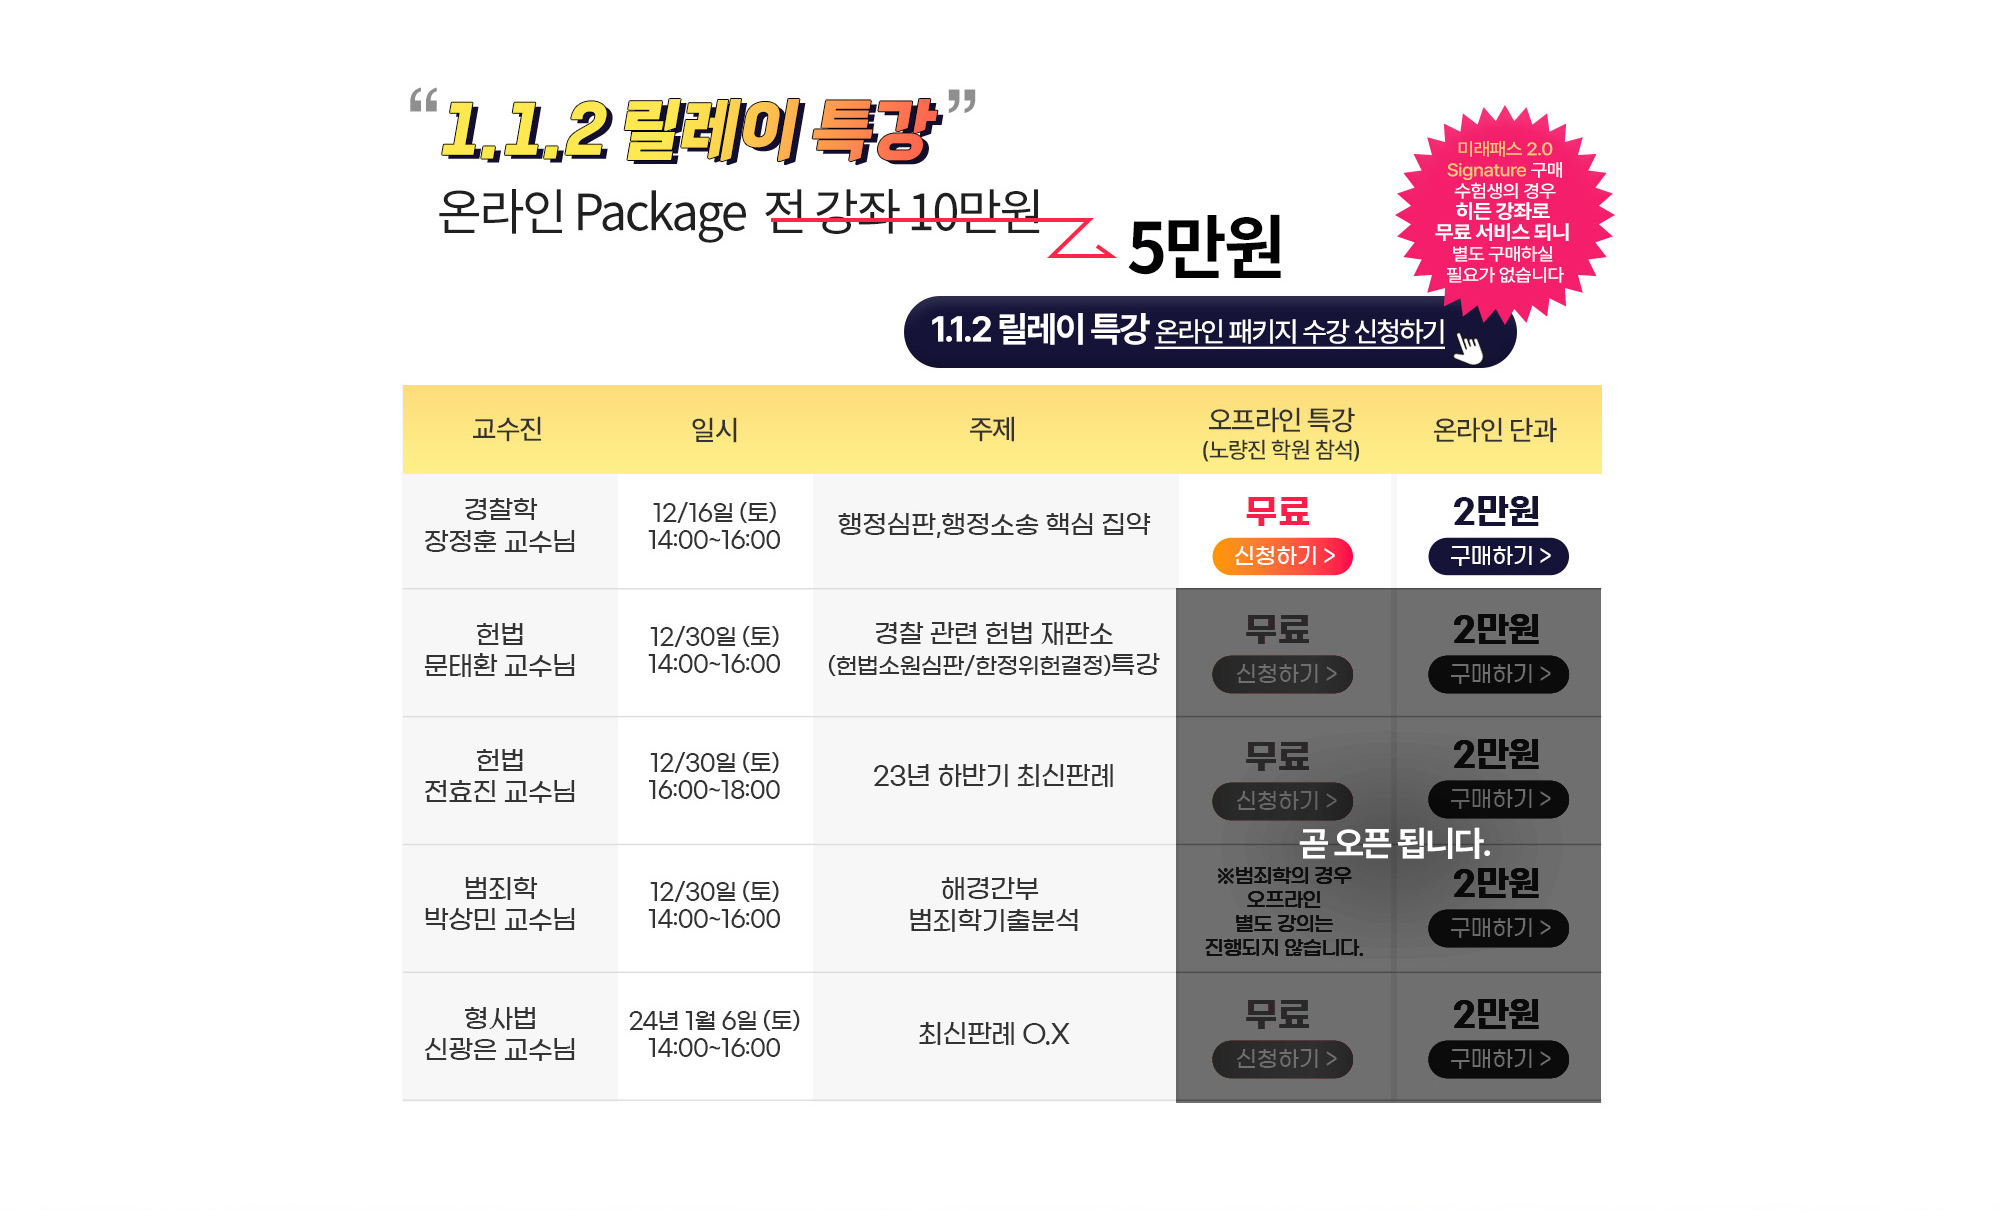 “1.1.2 릴레이 특강”
온라인 Package 전 강좌 10만원
5만원
미래패스 2.0
Signature 구매
수험생의 경우
히든 강좌로
무료 서비스 되니
별도 구매하실
필요가 없습니다
1.1.2 릴레이 특강 온라인 패키지 수강 신청하기
교수진
일시
주제
오프라인 특강
(노량진 학원 참석)
온라인 단과
경찰학
장정훈 교수님
12/16일 (토)
14:00~16:00
행정심판,행정소송 핵심 집약
무료
신청하기 >
2만원
구매하기 >
헌법
문태환 교수님
12/30일 (토)
14:00~16:00
경찰 관련 헌법 재판소
(헌법소원심판/한정위헌결정)특강
무료
신청하기 >
2만원
구매하기 >
헌법
전효진 교수님
12/30일 (토)
16:00~18:00
23년 하반기 최신판례
무료
신청하기 >
2만원
구매하기 >
곧 오픈 됩니다.
범죄학
박상민 교수님
12/30일 (토)
14:00~16:00
해경간부
범죄학기출분석
※범죄학의 경우
오프라인
별도 강의는
진행되지 않습니다.
2만원
구매하기 >
형사법
신광은 교수님
24년 1월 6일 (토)
14:00~16:00
최신판례 O.X
무료
신청하기 >
2만원
구매하기 >